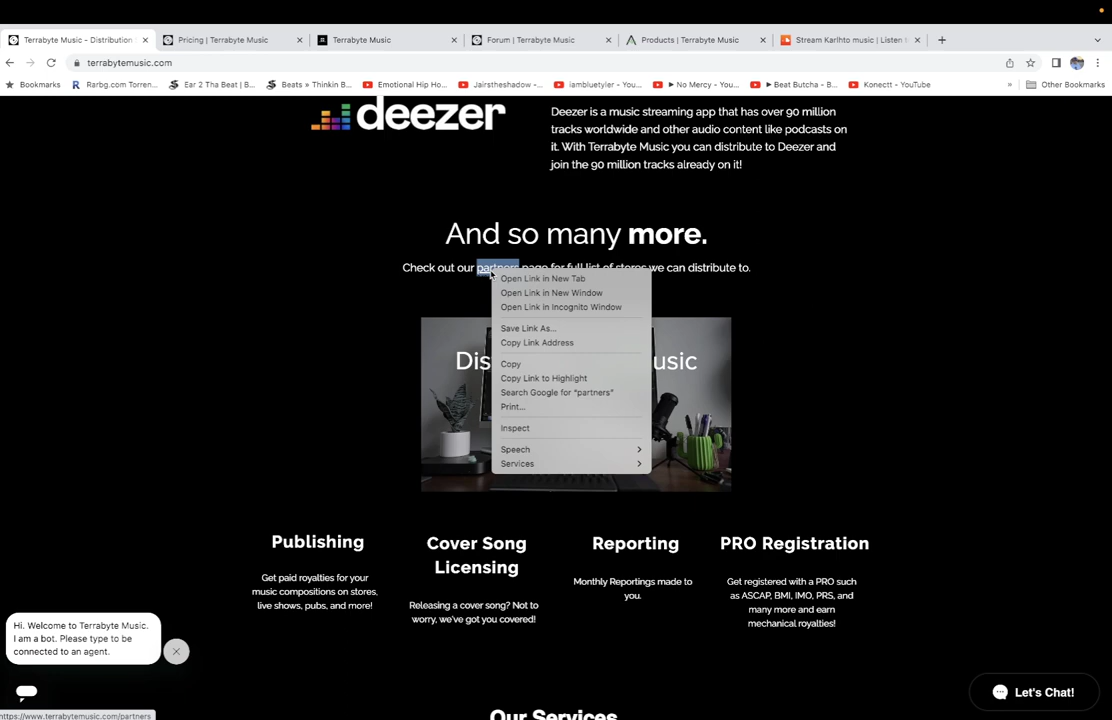 Terrabyte Music - Distribution
Pricing | Terrabyte Music
Terrabyte Music
Forum | Terrabyte Music
Products | Terrabyte Music
Stream Karlhto music | Listen t
terrabytemusic.com
Bookmarks
Rarbg.com Torren...
Ear 2 Tha Beat | B...
Beats » Thinkin B...
Emotional Hip Ho...
Jairstheshadow -...
iambluetyler - You...
► No Mercy - You...
► Beat Butcha - B...
Konectt - YouTube
»
Other Bookmarks
deezer
Deezer is a music streaming app that has over 90 million
tracks worldwide and other audio content like podcasts on
it. With Terrabyte Music you can distribute to Deezer and
join the 90 million tracks already on it!
And so many more.
Check out our partners page for full list of stores we can distribute to.
Open Link in New Tab
Open Link in New Window
Open Link in Incognito Window
Save Link As...
Copy Link Address
Copy
Copy Link to Highlight
Search Google for “partners”
Print...
Inspect
Speech
Services
Dis
usic
Publishing
Get paid royalties for your
music compositions on stores,
live shows, pubs, and more!
Cover Song
Licensing
Releasing a cover song? Not to
worry, we've got you covered!
Reporting
Monthly Reportings made to
you.
PRO Registration
Get registered with a PRO such
as ASCAP, BMI, IMO, PRS, and
many more and earn
mechanical royalties!
Hi. Welcome to Terrabyte Music.
I am a bot. Please type to be
connected to an agent.
Let's Chat!
Our Services
https://www.terrabytemusic.com/partners